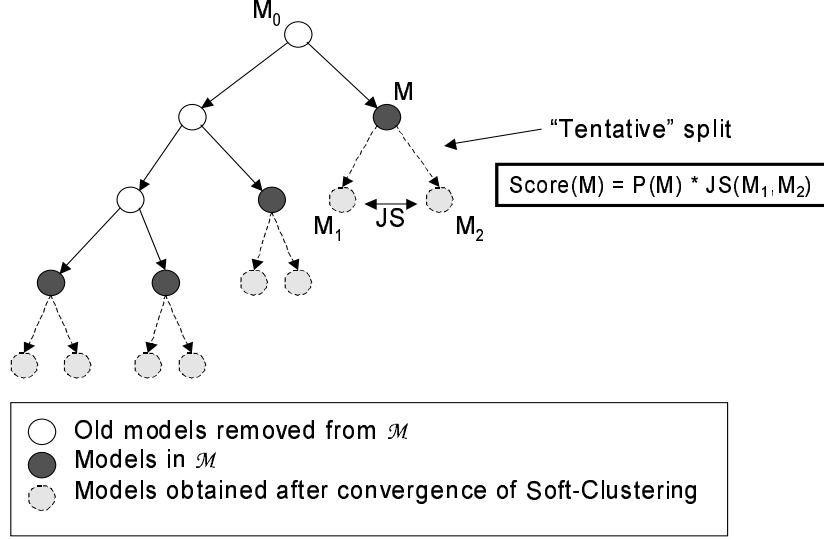 M0
M
“Tentative” split
Score(M) = P(M) * JS(M1, M2)
M1
JS
M2
Old models removed from ℳ
Models in ℳ
Models obtained after convergence of Soft-Clustering